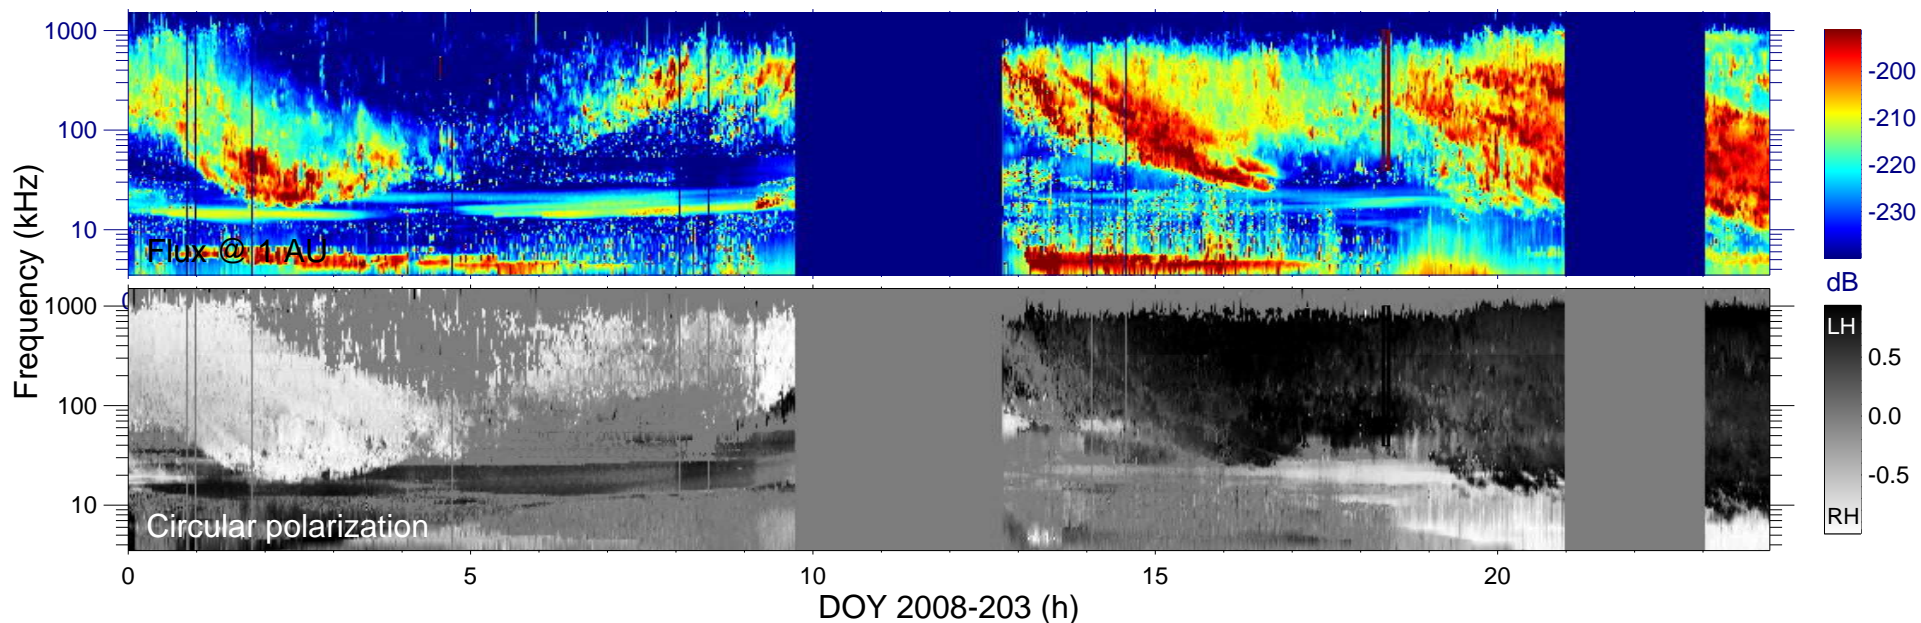 1000
100
10
Flux @ 1 AU
-200
-210
-220
-230
dB
0
Frequency (kHz)
1000
100
10
Circular polarization
LH
0.5
0.0
-0.5
RH
0
5
10
15
20
DOY 2008-203 (h)